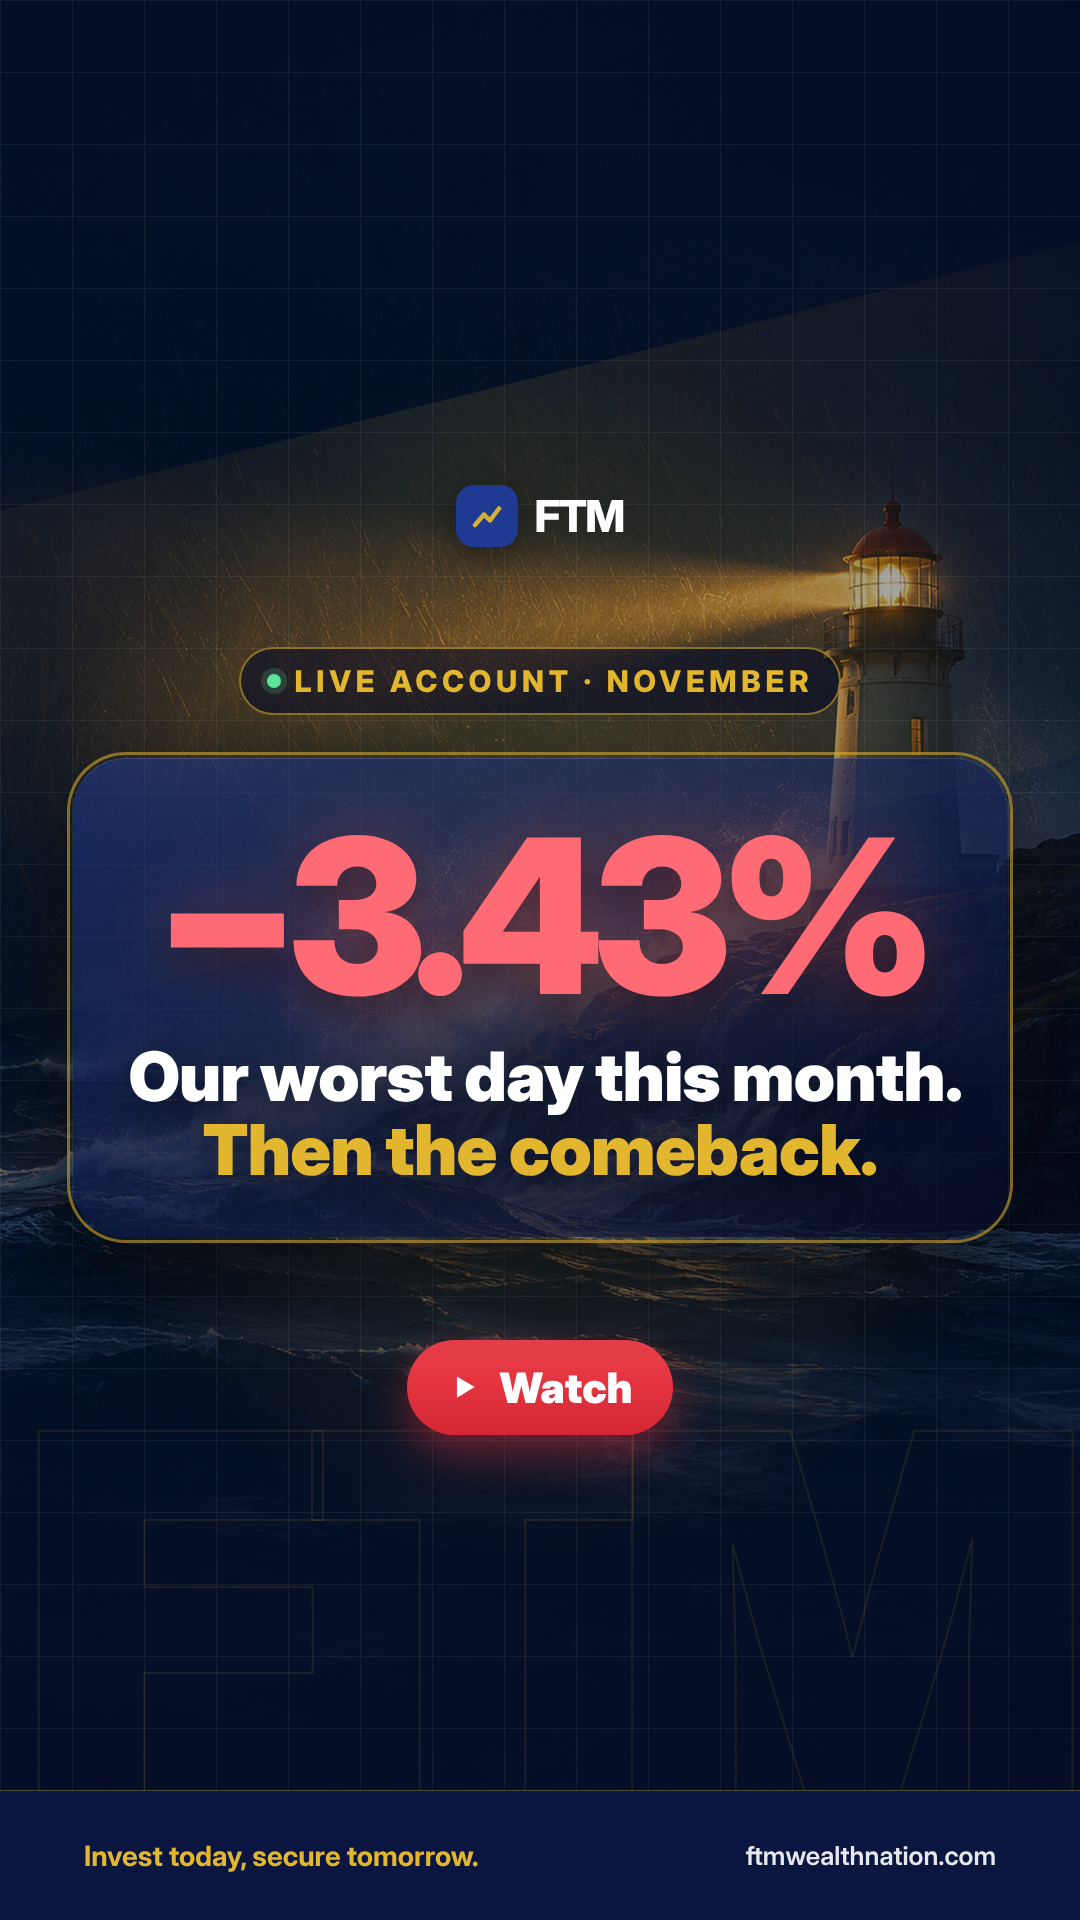 FTM
LIVE ACCOUNT · NOVEMBER
−3.43%
Our worst day this month.
Then the comeback.
Watch
FTM
Invest today, secure tomorrow.
ftmwealthnation.com